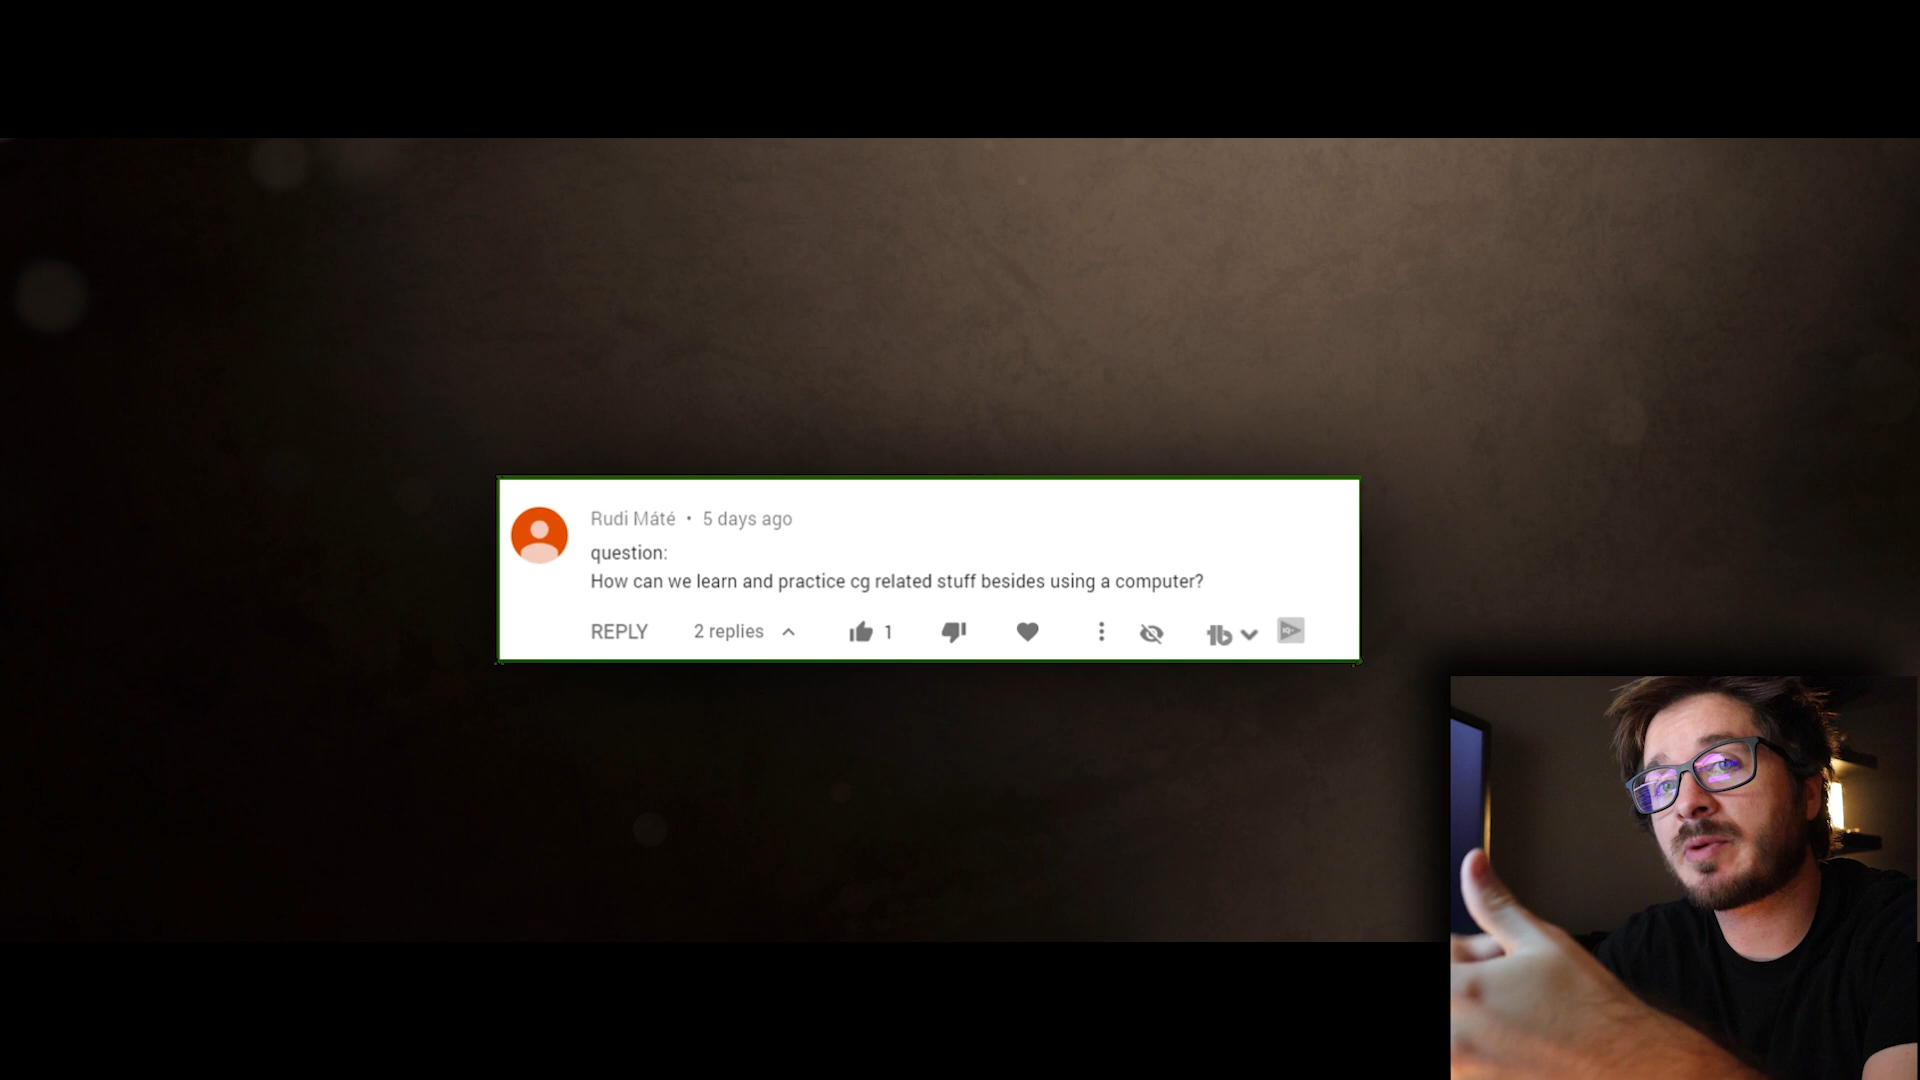 Rudi Máté • 5 days ago
question:
How can we learn and practice cg related stuff besides using a computer?
REPLY 2 replies 1